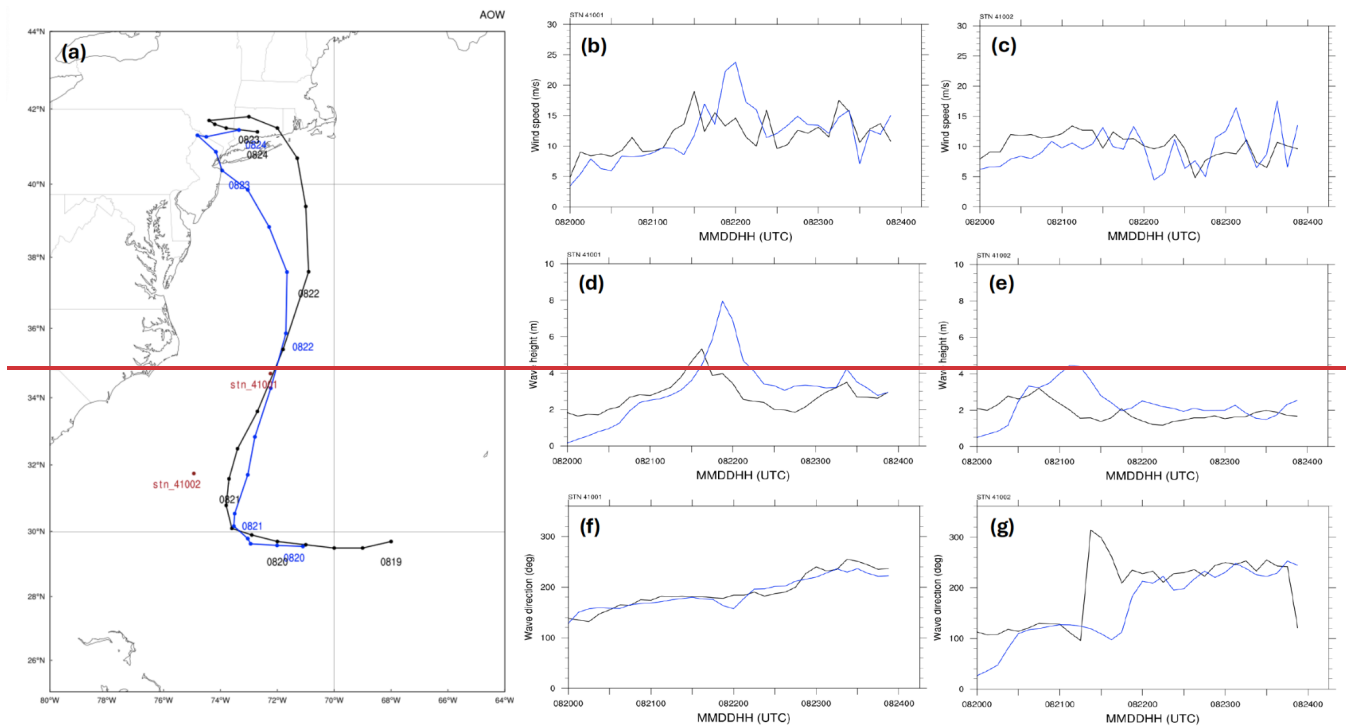 AOW
(a)
44°N
42°N
40°N
38°N
36°N
34°N
32°N
30°N
28°N
26°N
80°W
78°W
76°W
74°W
72°W
70°W
68°W
66°W
64°W
0823
0824
0824
0823
0822
0822
stn_41001
stn_41002
0821
0821
0820
0820
0819
STN 41001
(b)
Wind speed (m/s)
30
25
20
15
10
5
0
082000
082100
082200
082300
082400
MMDDHH (UTC)
STN 41002
(c)
Wind speed (m/s)
30
25
20
15
10
5
0
082000
082100
082200
082300
082400
MMDDHH (UTC)
STN 41001
(d)
Wave height (m)
10
8
6
4
2
0
082000
082100
082200
082300
082400
MMDDHH (UTC)
STN 41002
(e)
Wave height (m)
10
8
6
4
2
0
082000
082100
082200
082300
082400
MMDDHH (UTC)
STN 41001
(f)
Wave direction (deg)
300
200
100
0
082000
082100
082200
082300
082400
MMDDHH (UTC)
STN 41002
(g)
Wave direction (deg)
300
200
100
0
082000
082100
082200
082300
082400
MMDDHH (UTC)